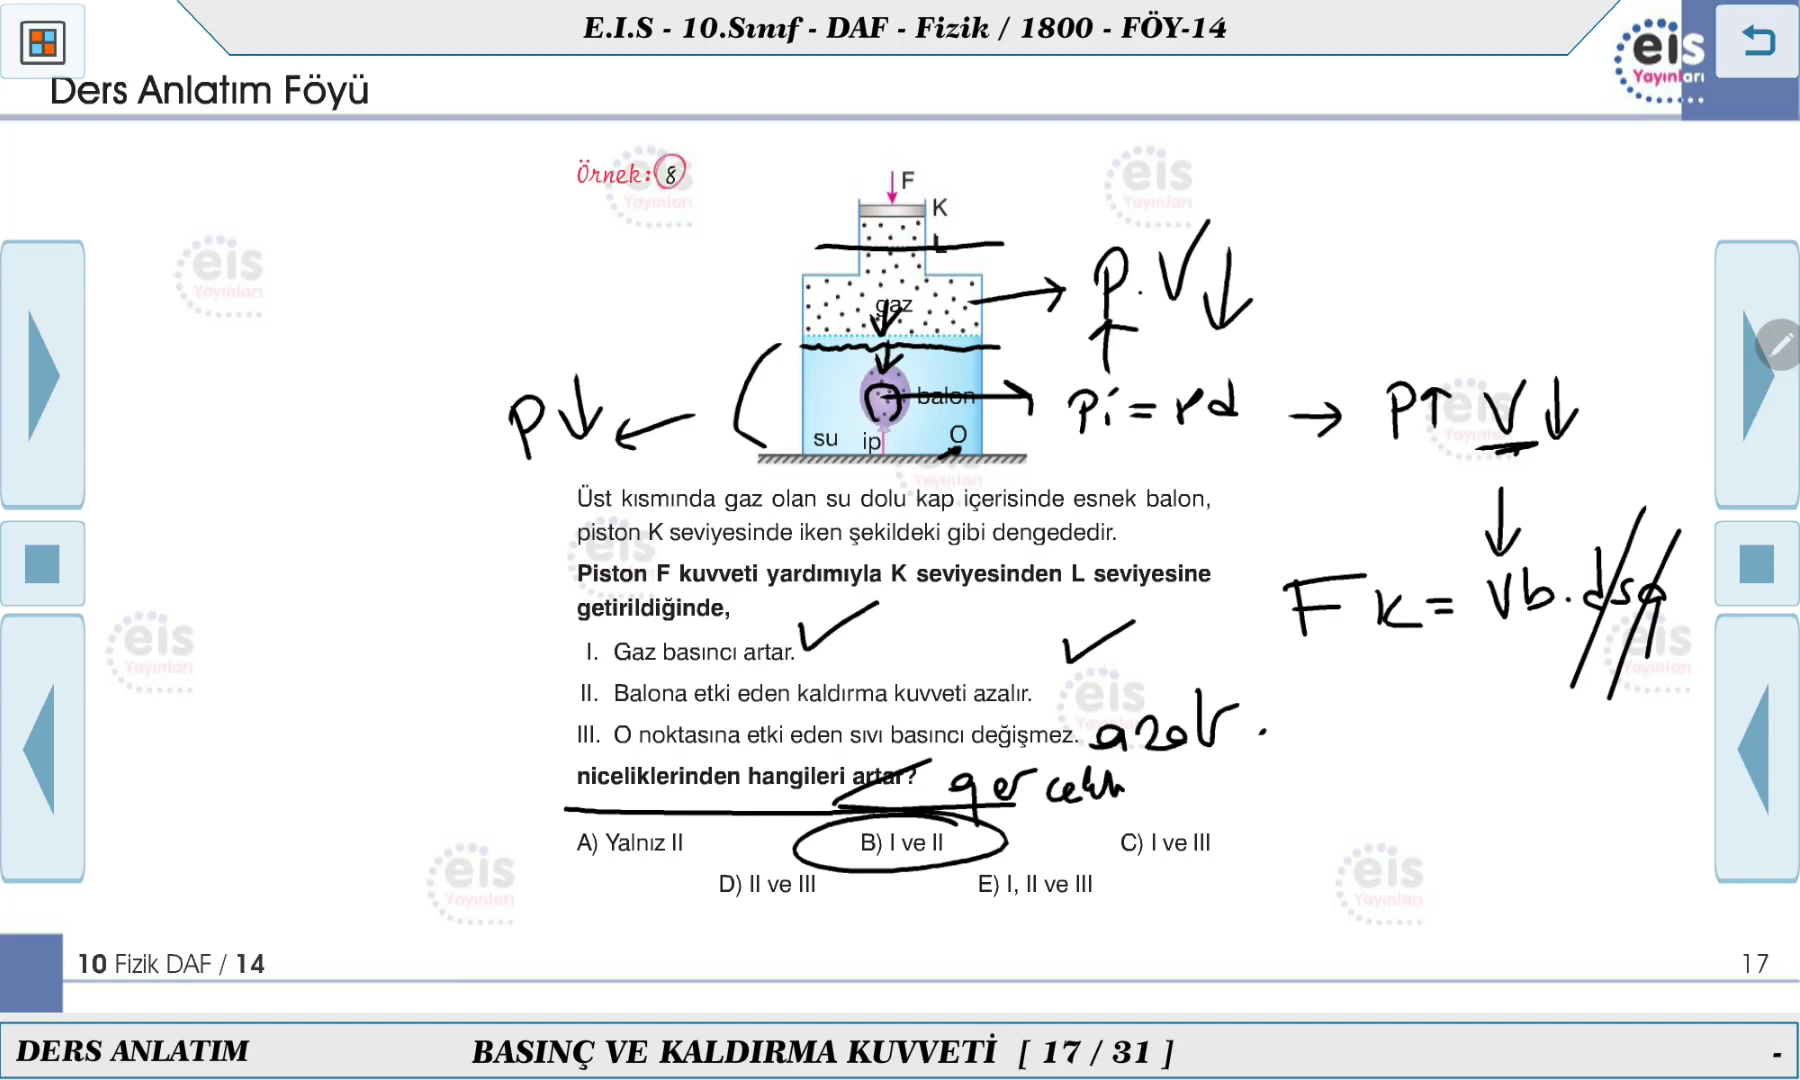 E.I.S - 10.Sınıf - DAF - Fizik / 1800 - FÖY-14
eis
Yayınları
Ders Anlatım Föyü
Örnek: 8
F
K
L
gaz
P.V↓
↑
balon
su
ip
O
P↓
Pi = rd → P↑ V↓
Üst kısmında gaz olan su dolu kap içerisinde esnek balon,
piston K seviyesinde iken şekildeki gibi dengededir.
Piston F kuvveti yardımıyla K seviyesinden L seviyesine
getirildiğinde,
FK = Vb.dsı
I. Gaz basıncı artar.
II. Balona etki eden kaldırma kuvveti azalır.
III. O noktasına etki eden sıvı basıncı değişmez. azalır.
niceliklerinden hangileri artar?
A) Yalnız II
B) I ve II
C) I ve III
D) II ve III
E) I, II ve III
10 Fizik DAF / 14
17
DERS ANLATIM
BASINÇ VE KALDIRMA KUVVETİ [ 17 / 31 ]
-